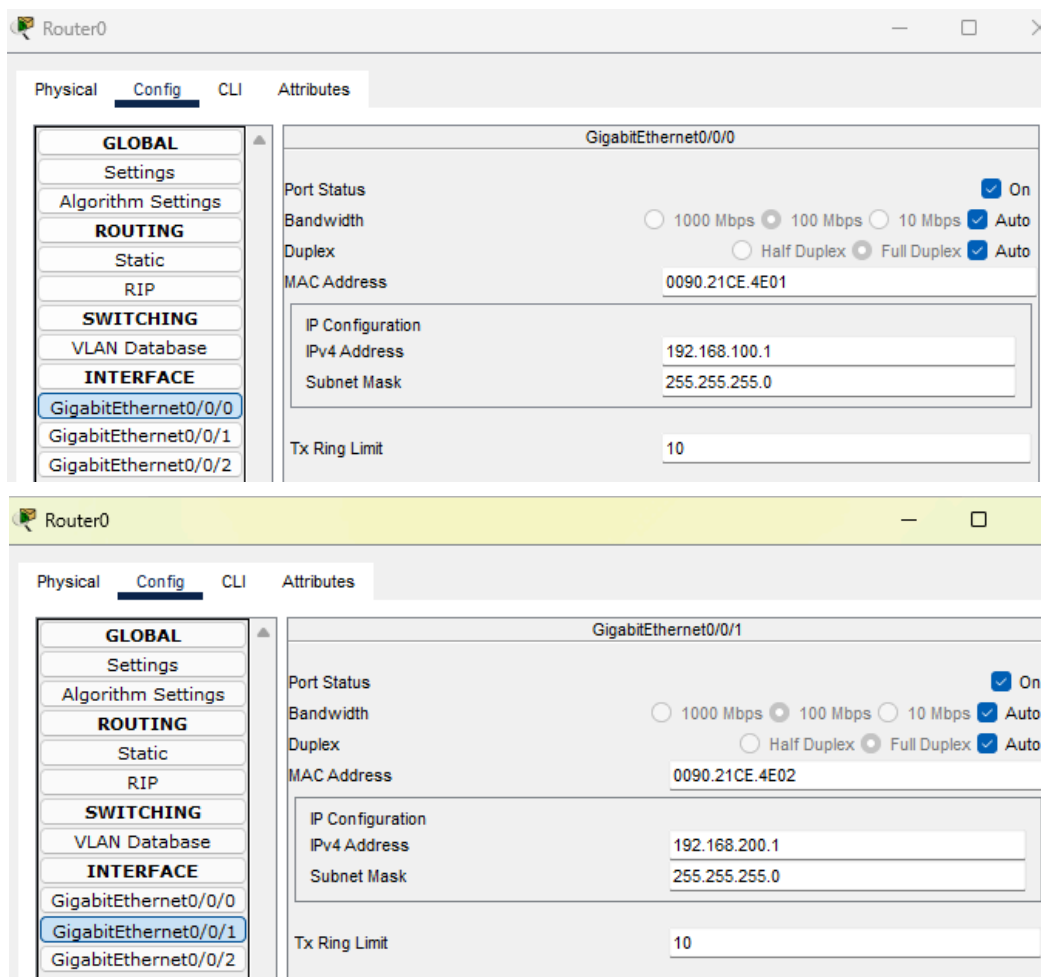 Router0
Physical Config CLI Attributes
GLOBAL
Settings
Algorithm Settings
ROUTING
Static
RIP
SWITCHING
VLAN Database
INTERFACE
GigabitEthernet0/0/0
GigabitEthernet0/0/1
GigabitEthernet0/0/2
GigabitEthernet0/0/0
Port Status On
Bandwidth 1000 Mbps 100 Mbps 10 Mbps Auto
Duplex Half Duplex Full Duplex Auto
MAC Address 0090.21CE.4E01
IP Configuration
IPv4 Address 192.168.100.1
Subnet Mask 255.255.255.0
Tx Ring Limit 10
Router0
Physical Config CLI Attributes
GLOBAL
Settings
Algorithm Settings
ROUTING
Static
RIP
SWITCHING
VLAN Database
INTERFACE
GigabitEthernet0/0/0
GigabitEthernet0/0/1
GigabitEthernet0/0/2
GigabitEthernet0/0/1
Port Status On
Bandwidth 1000 Mbps 100 Mbps 10 Mbps Auto
Duplex Half Duplex Full Duplex Auto
MAC Address 0090.21CE.4E02
IP Configuration
IPv4 Address 192.168.200.1
Subnet Mask 255.255.255.0
Tx Ring Limit 10